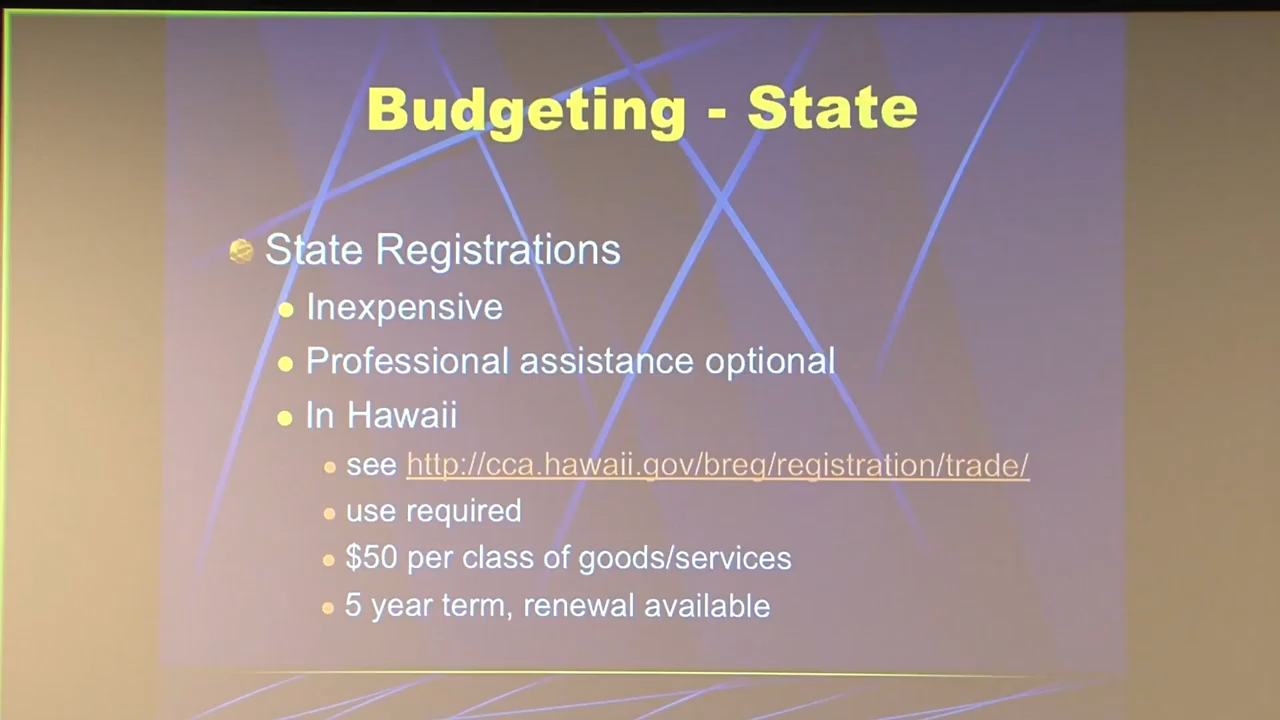 Budgeting - State
State Registrations
Inexpensive
Professional assistance optional
In Hawaii
see http://cca.hawaii.gov/breg/registration/trade/
use required
$50 per class of goods/services
5 year term, renewal available